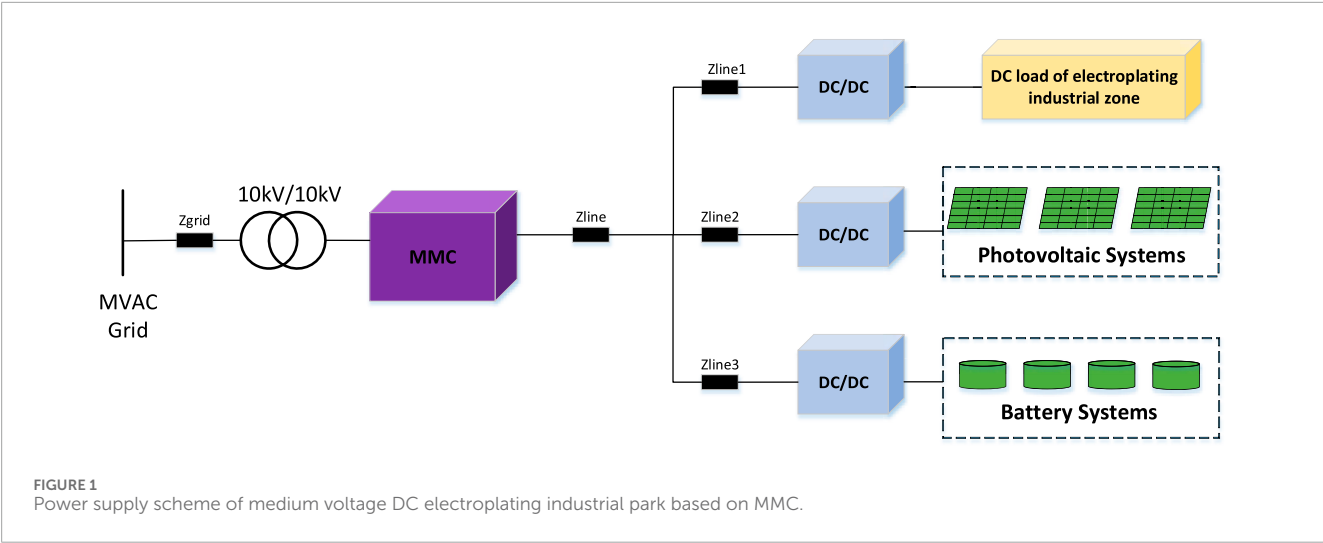 Zline1
DC/DC
DC load of electroplating
industrial zone
10kV/10kV
Zgrid
MMC
Zline
Zline2
DC/DC
Photovoltaic Systems
MVAC
Grid
Zline3
DC/DC
Battery Systems
FIGURE 1
Power supply scheme of medium voltage DC electroplating industrial park based on MMC.